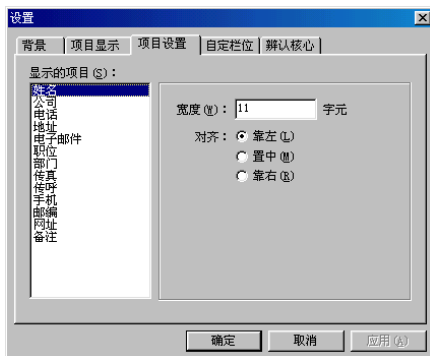 设置
背景 项目显示 项目设置 自定栏位 辨认核心
显示的项目(S)：
姓名
公司
电话
地址
电子邮件
职位
部门
传真
传呼
手机
邮编
网址
备注
宽度(W)： 11 字元
对齐： 靠左(L)
置中(M)
靠右(R)
确定 取消 应用(A)